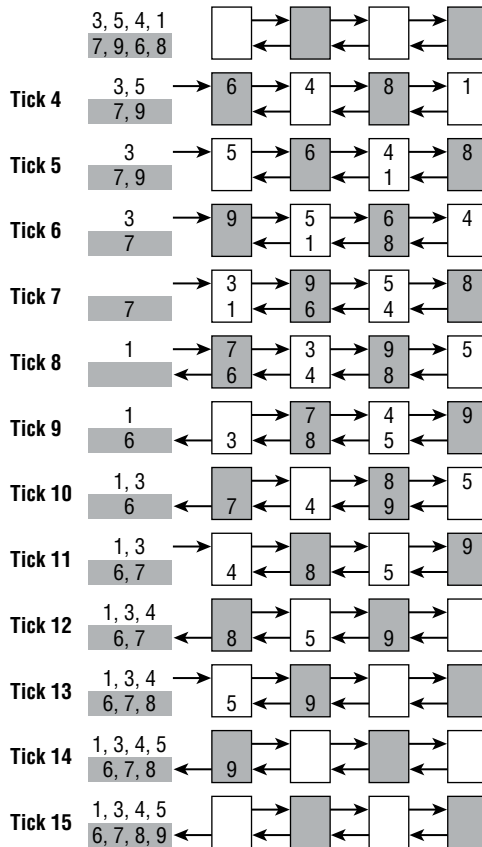 3, 5, 4, 1
7, 9, 6, 8
Tick 4 3, 5 6 4 8 1
7, 9
Tick 5 3 5 6 4 8
7, 9 1
Tick 6 3 9 5 6 4
7 1 8
Tick 7 3 9 5 8
7 1 6 4
Tick 8 1 7 3 9 5
6 4 8
Tick 9 1 7 4 9
6 3 8 5
Tick 10 1, 3 8 5
6 7 4 9
Tick 11 1, 3 9
6, 7 4 8 5
Tick 12 1, 3, 4
6, 7 8 5 9
Tick 13 1, 3, 4
6, 7, 8 5 9
Tick 14 1, 3, 4, 5
6, 7, 8 9
Tick 15 1, 3, 4, 5
6, 7, 8, 9